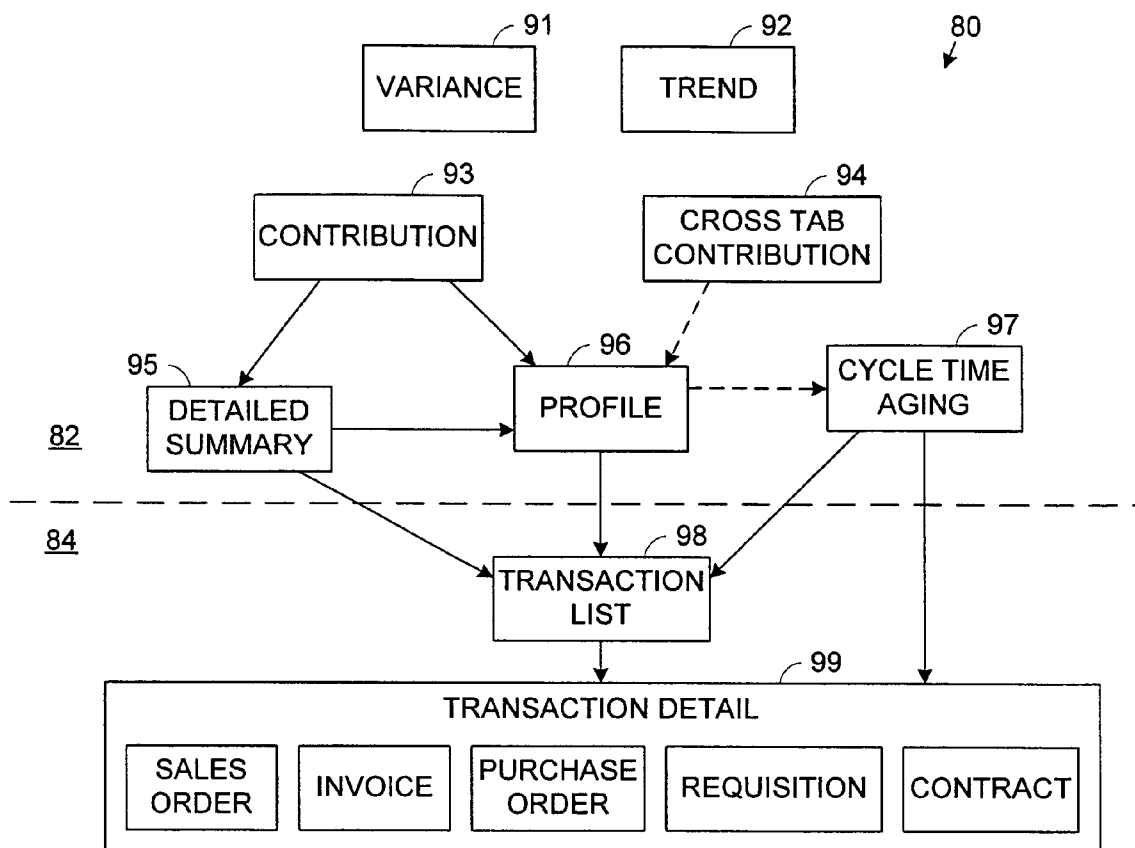 91
92
80
VARIANCE
TREND
93
94
CONTRIBUTION
CROSS TAB
CONTRIBUTION
95
96
97
DETAILED
SUMMARY
PROFILE
CYCLE TIME
AGING
82
84
98
TRANSACTION
LIST
99
TRANSACTION DETAIL
SALES
ORDER
INVOICE
PURCHASE
ORDER
REQUISITION
CONTRACT